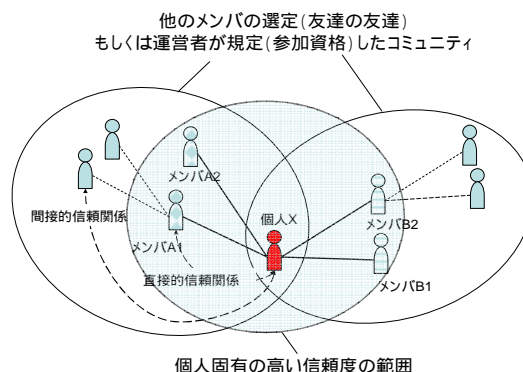 他のメンバの選定(友達の友達)
もしくは運営者が規定(参加資格)したコミュニティ
メンバA2
間接的信頼関係
個人X
メンバA1
メンバB2
直接的信頼関係
メンバB1
個人固有の高い信頼度の範囲